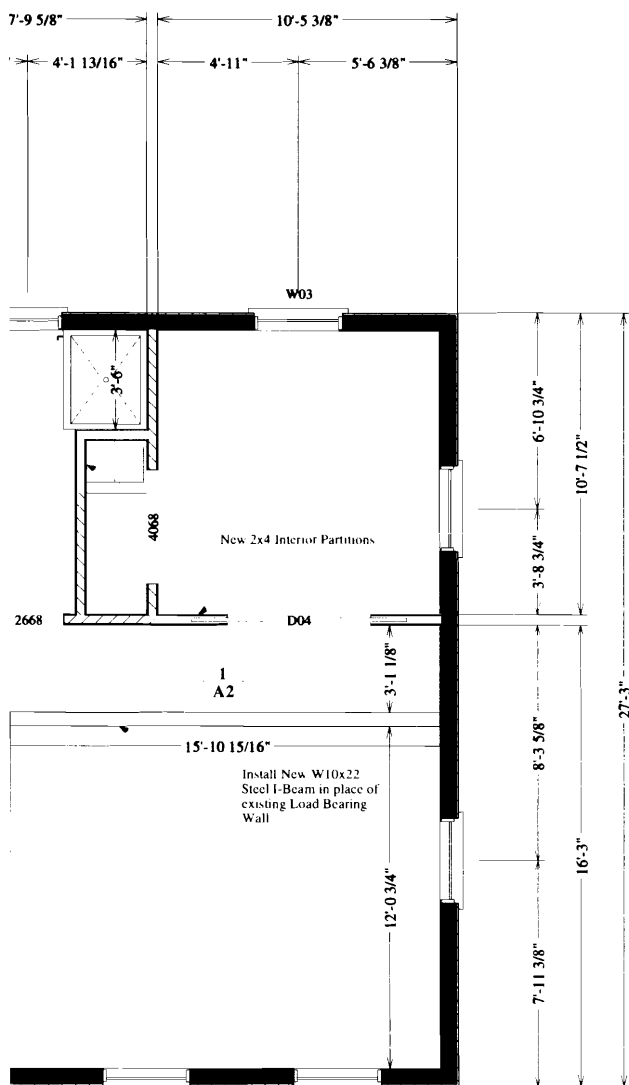 7'-9 5/8"
10'-5 3/8"
4'-1 13/16"
4'-11"
5'-6 3/8"
W03
3'-6"
6'-10 3/4"
10'-7 1/2"
4068
New 2x4 Interior Partitions
3'-8 3/4"
2668
D04
1
A2
3'-1 1/8"
27'-3"
8'-3 5/8"
15'-10 15/16"
Install New W10x22
Steel I-Beam in place of
existing Load Bearing
Wall
16'-3"
12'-0 3/4"
7'-11 3/8"